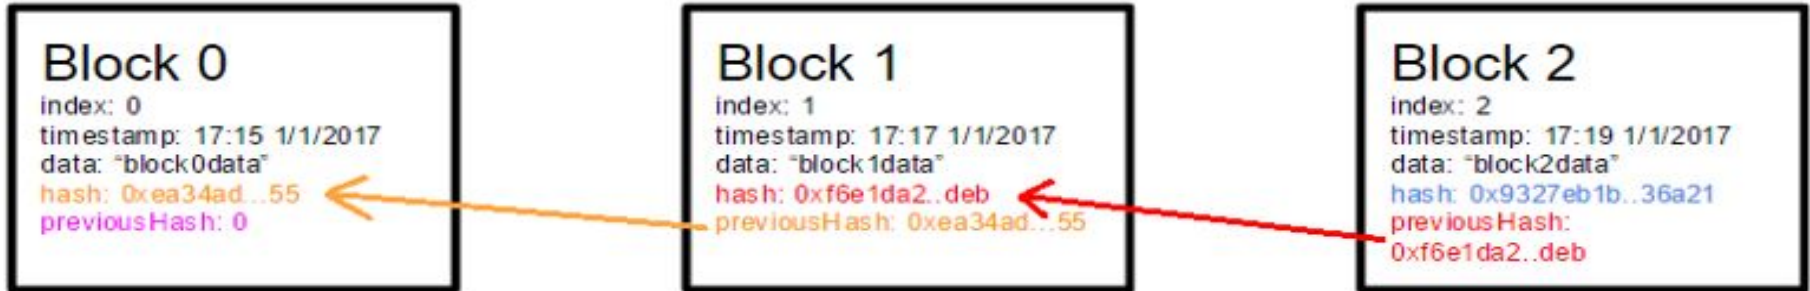 Block 0
index: 0
timestamp: 17:15 1/1/2017
data: “block0data”
hash: 0xea34ad...55
previousHash: 0
Block 1
index: 1
timestamp: 17:17 1/1/2017
data: “block1data”
hash: 0xf6e1da2..deb
previousHash: 0xea34ad...55
Block 2
index: 2
timestamp: 17:19 1/1/2017
data: “block2data”
hash: 0x9327eb1b..36a21
previousHash:
0xf6e1da2..deb